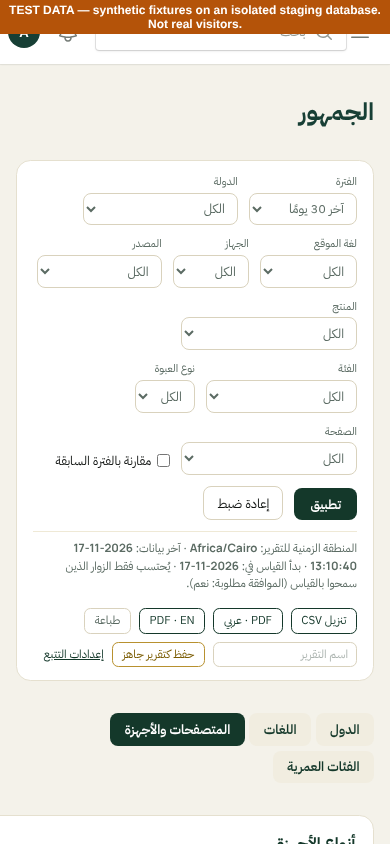 TEST DATA — synthetic fixtures on an isolated staging database.
Not real visitors.
A
الجمهور
الفترة
الدولة
آخر 30 يومًا
الكل
لغة الموقع
الجهاز
المصدر
الكل
الكل
الكل
المنتج
الكل
الفئة
نوع العبوة
الكل
الكل
الصفحة
الكل
مقارنة بالفترة السابقة
تطبيق
إعادة ضبط
المنطقة الزمنية للتقرير: Africa/Cairo · آخر بيانات: 2026-11-17
13:10:40 · بدأ القياس في: 2026-11-17 · يُحتسب فقط الزوار الذين
سمحوا بالقياس (الموافقة مطلوبة: نعم).
تنزيل CSV
PDF · عربي
PDF · EN
طباعة
اسم التقرير
حفظ كتقرير جاهز
إعدادات التتبع
الدول
اللغات
المتصفحات والأجهزة
الفئات العمرية
أنواع الأجهزة